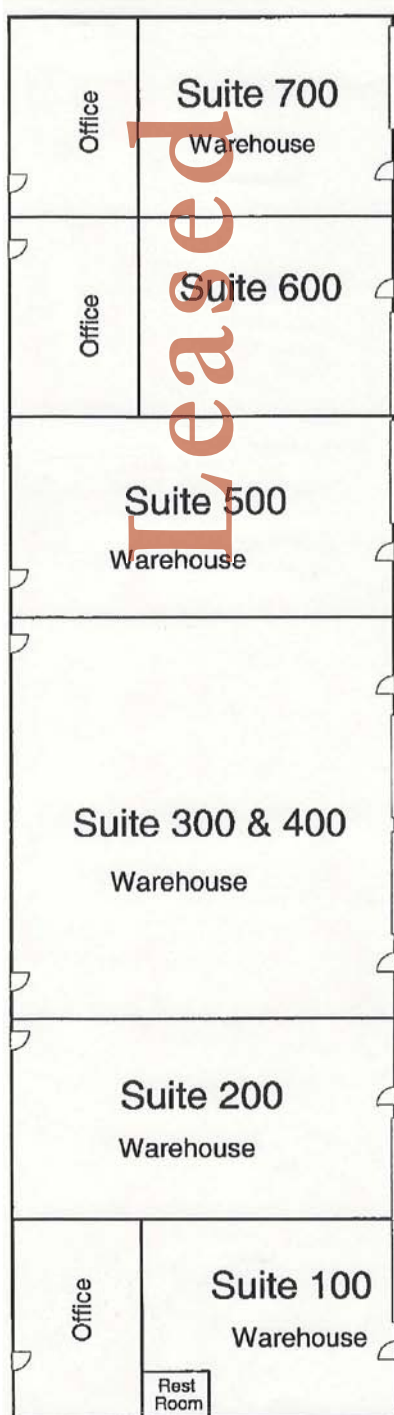 Office
Suite 700
Warehouse
Office
Suite 600
Leased
Suite 500
Warehouse
Suite 300 & 400
Warehouse
Suite 200
Warehouse
Office
Suite 100
Warehouse
Rest
Room